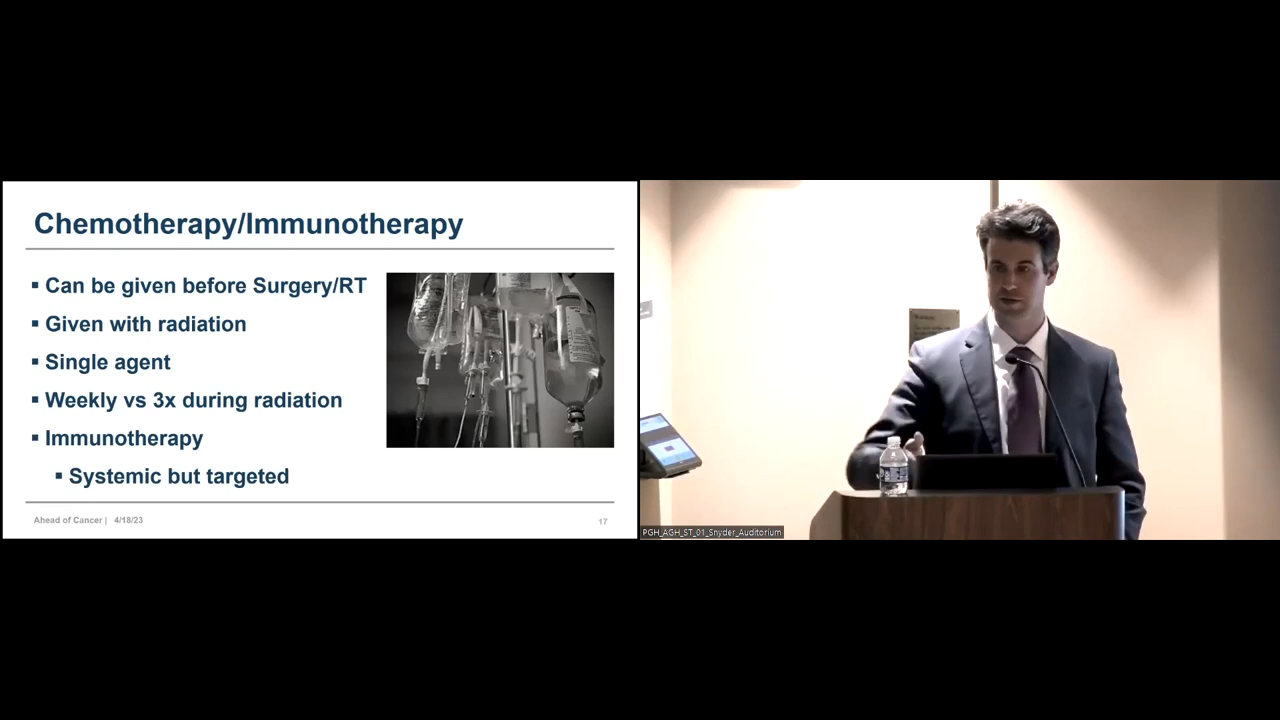 Chemotherapy/Immunotherapy
▪ Can be given before Surgery/RT
▪ Given with radiation
▪ Single agent
▪ Weekly vs 3x during radiation
▪ Immunotherapy
▪ Systemic but targeted
Ahead of Cancer | 4/18/23
17
PGH_AGH_ST_01_Snyder_Auditorium